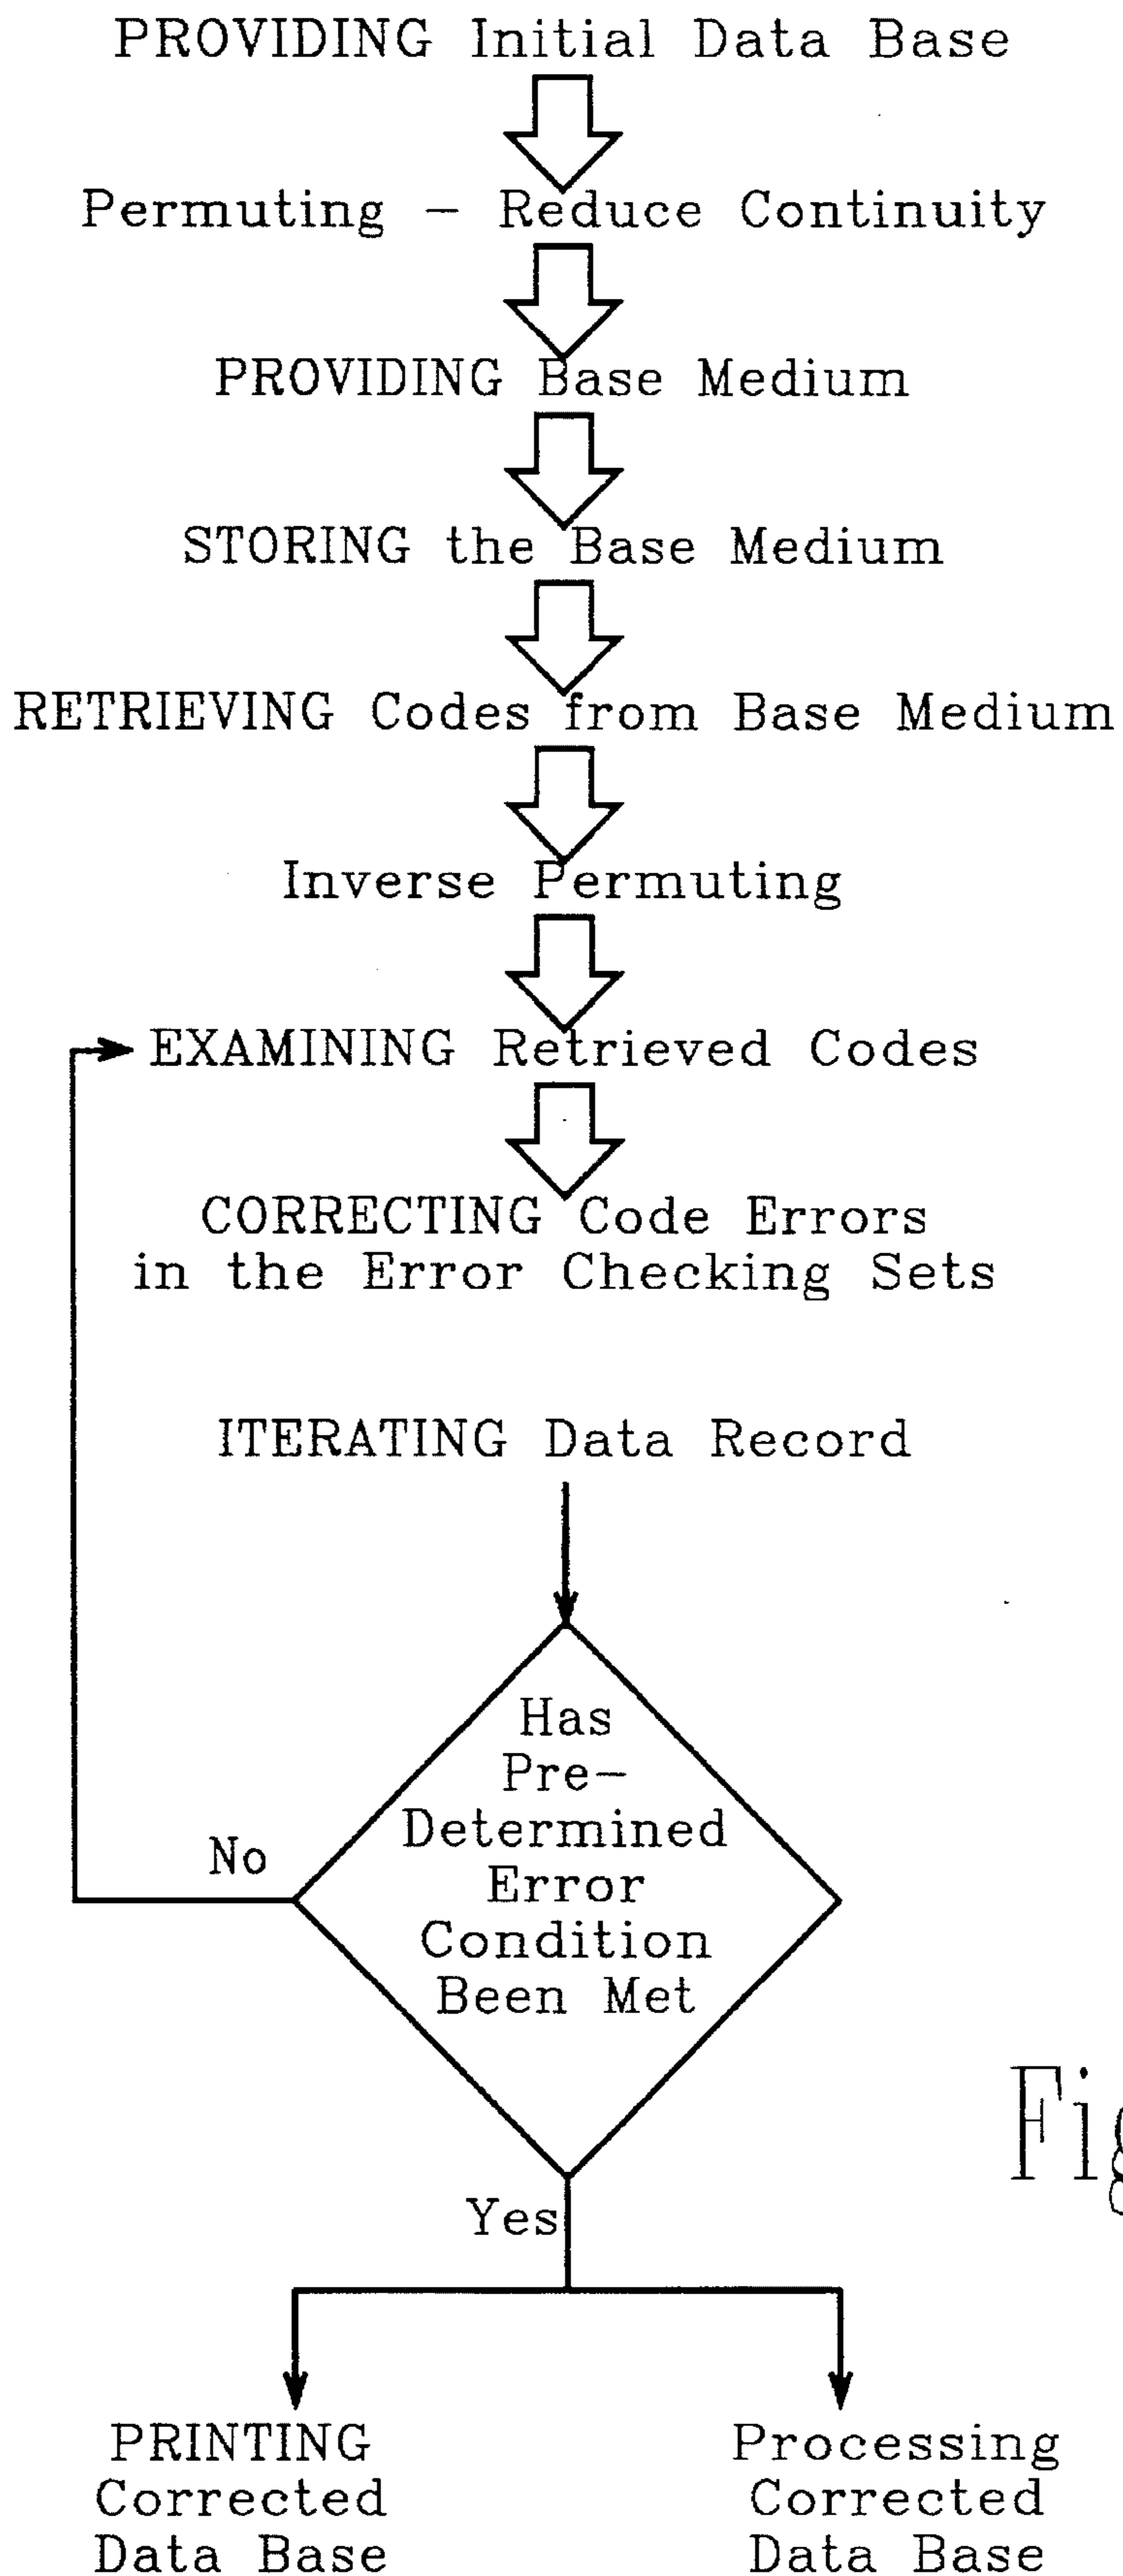 PROVIDING Initial Data Base
Permuting - Reduce Continuity
PROVIDING Base Medium
STORING the Base Medium
RETRIEVING Codes from Base Medium
Inverse Permuting
EXAMINING Retrieved Codes
CORRECTING Code Errors
in the Error Checking Sets
ITERATING Data Record
Has
Pre-
Determined
Error
Condition
Been Met
No
Yes
Fig
PRINTING
Corrected
Data Base
Processing
Corrected
Data Base